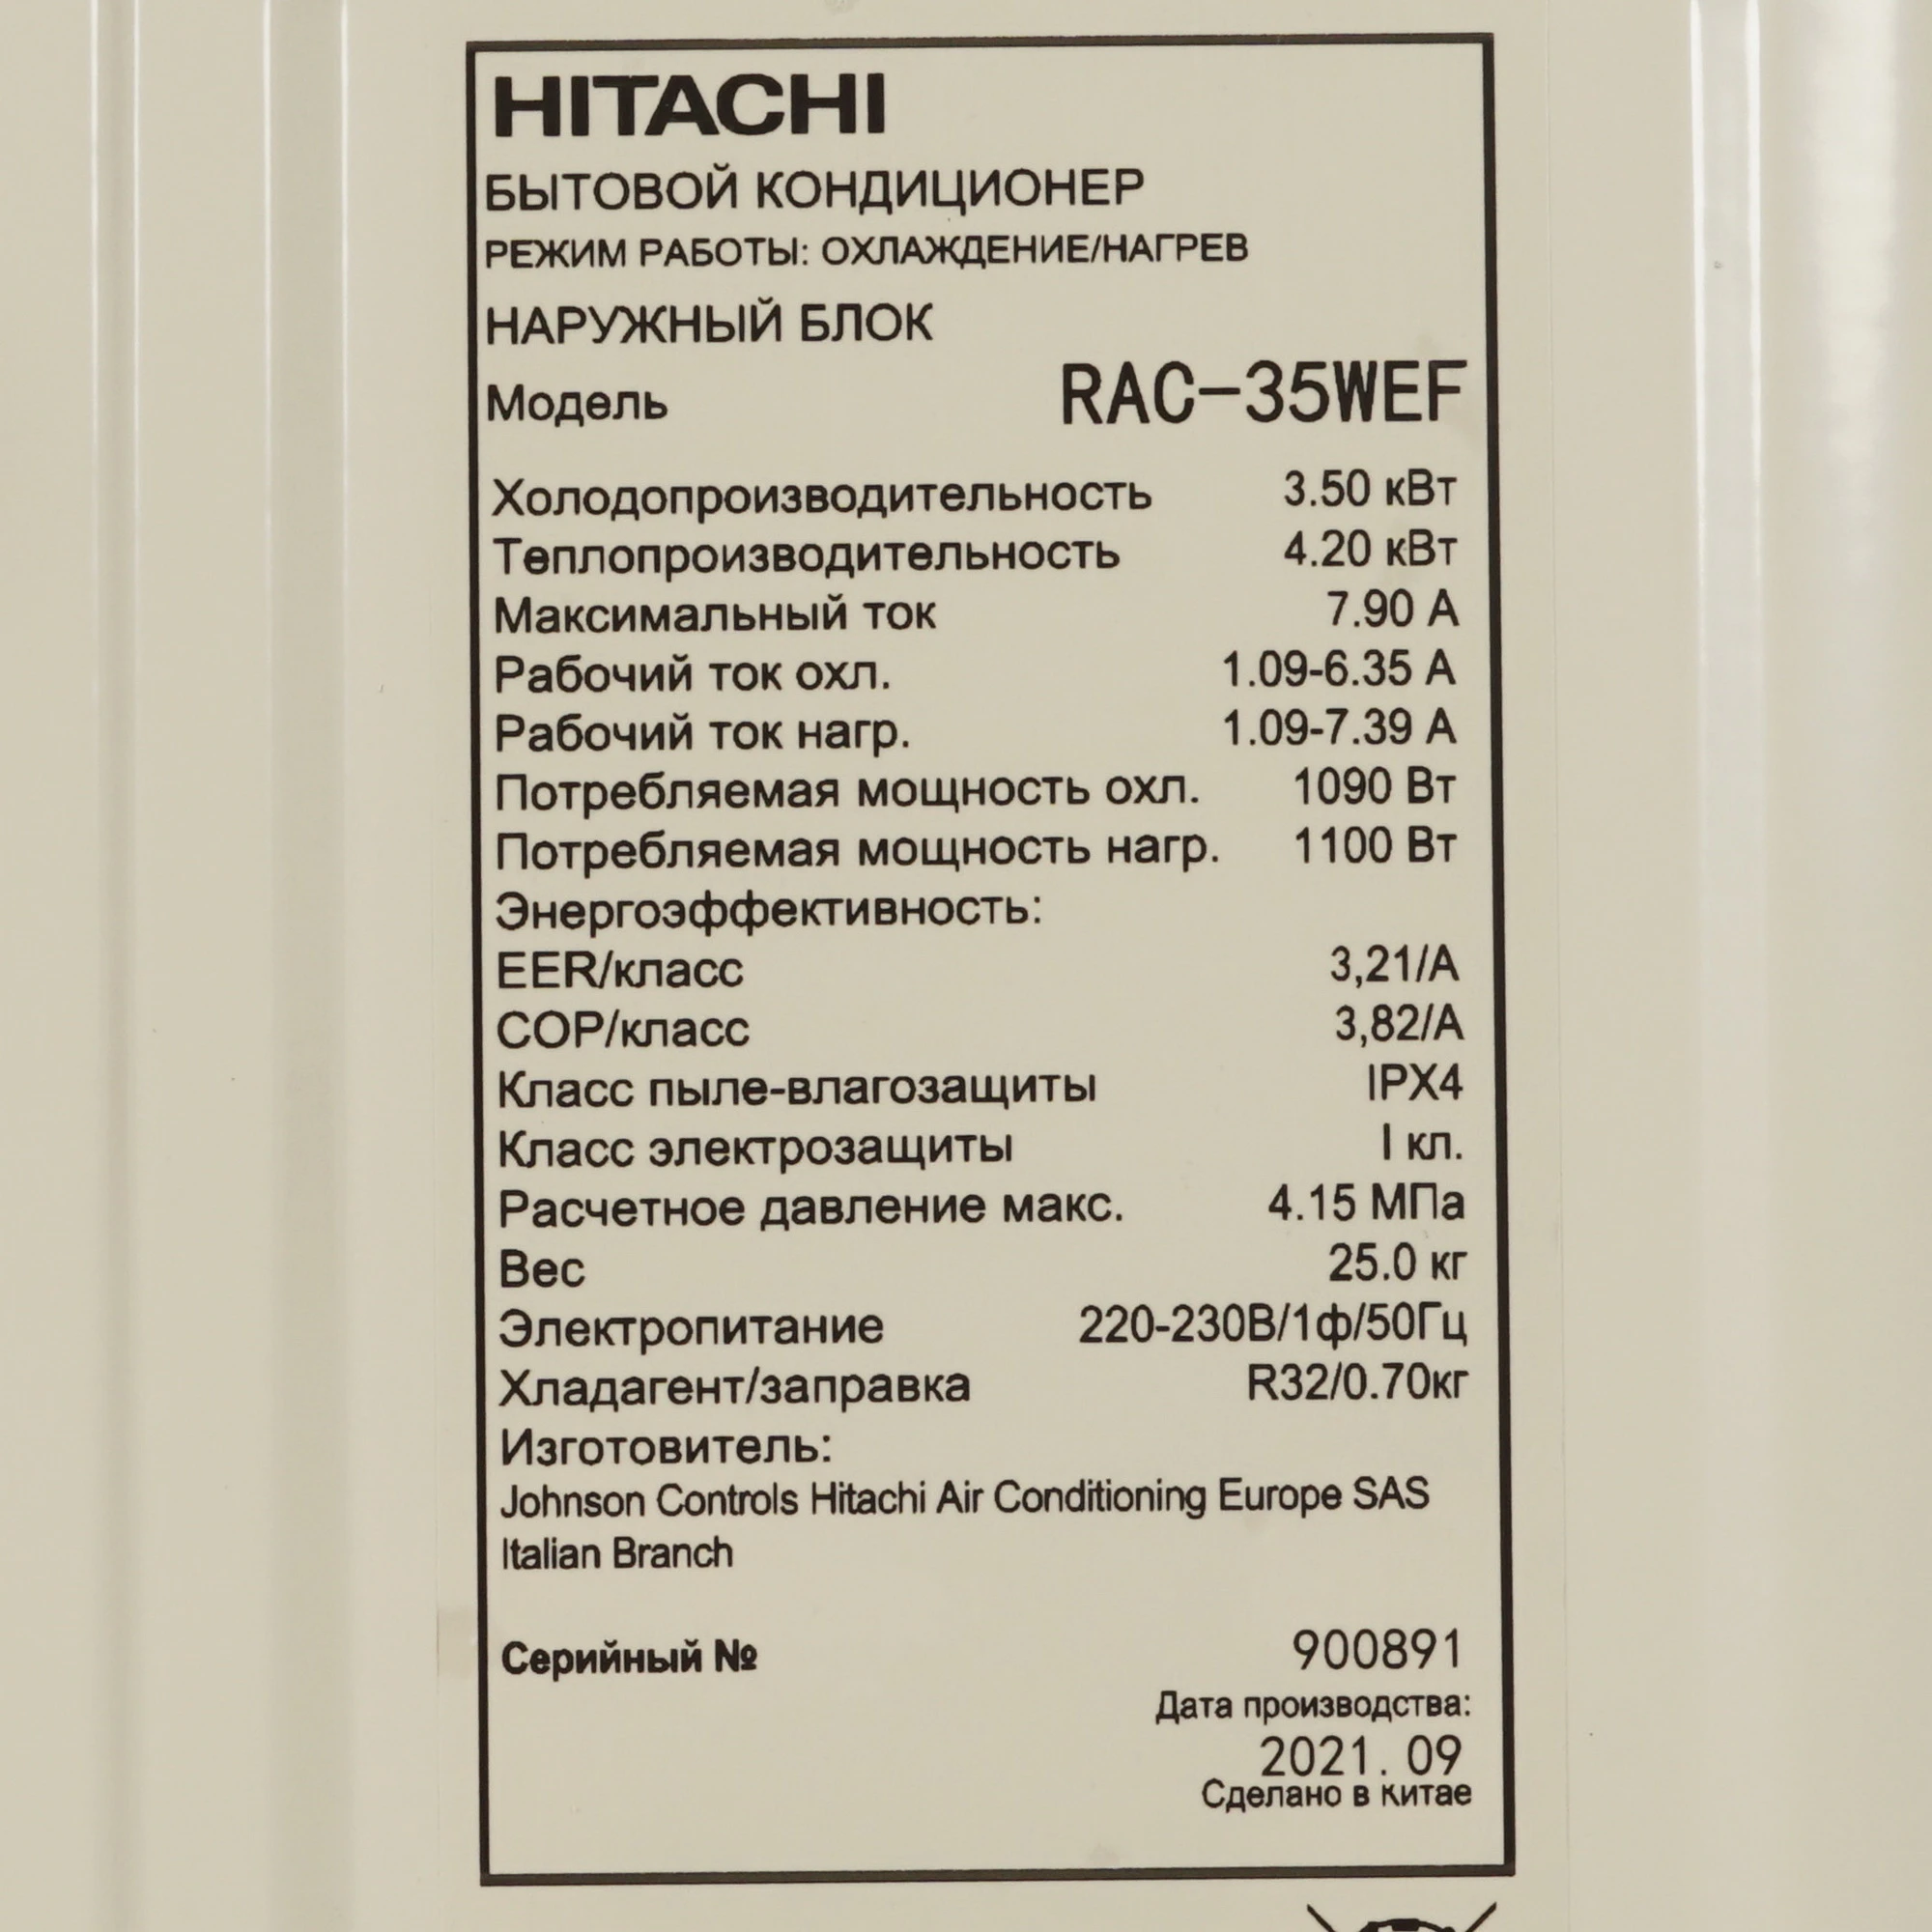 HITACHI
БЫТОВОЙ КОНДИЦИОНЕР
РЕЖИМ РАБОТЫ: ОХЛАЖДЕНИЕ/НАГРЕВ
НАРУЖНЫЙ БЛОК
Модель RAC-35WEF
Холодопроизводительность 3.50 кВт
Теплопроизводительность 4.20 кВт
Максимальный ток 7.90 А
Рабочий ток охл. 1.09-6.35 А
Рабочий ток нагр. 1.09-7.39 А
Потребляемая мощность охл. 1090 Вт
Потребляемая мощность нагр. 1100 Вт
Энергоэффективность:
EER/класс 3,21/A
COP/класс 3,82/A
Класс пыле-влагозащиты IPX4
Класс электрозащиты I кл.
Расчетное давление макс. 4.15 МПа
Вес 25.0 кг
Электропитание 220-230В/1ф/50Гц
Хладагент/заправка R32/0.70кг
Изготовитель:
Johnson Controls Hitachi Air Conditioning Europe SAS
Italian Branch
Серийный № 900891
Дата производства:
2021. 09
Сделано в Китае